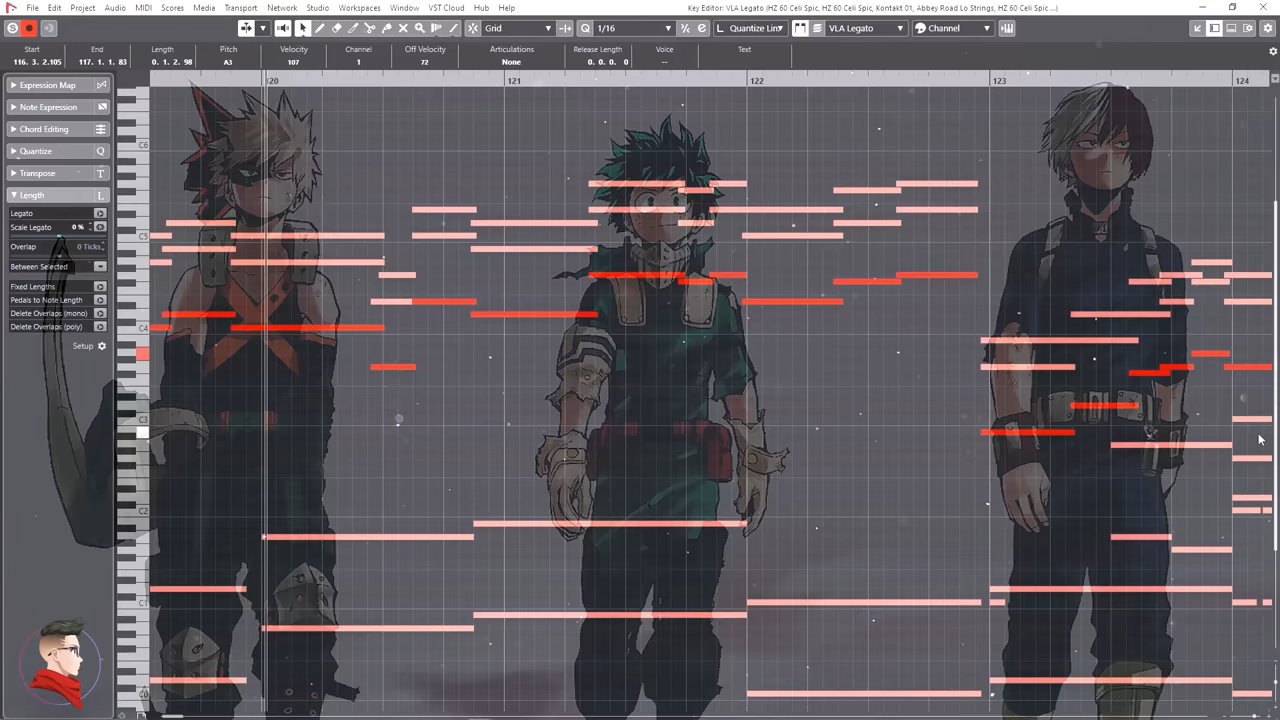 File Edit Project Audio MIDI Scores Media Transport Window VST Cloud Hub Studio Workspaces Key Editor: VLA Legato (HZ 60 Celi Spic, HZ 60 Celi Spic, Kontakt 01, Abbey Road Lo Strings, HZ 60 Celi Spic ...)
S Grid Q 1/16 L Quantize Link VLA Legato Channel
Start End Length Pitch Velocity Channel Off Velocity Articulations Release Length Voice Text
116. 3. 2.105 117. 1. 1.83 0. 1. 2. 98 A3 107 1 72 None 0. 0. 0. 0 --
Expression Map
Note Expression
Chord Editing
Quantize Q
Transpose T
Length L
Legato
Scale Legato 0 %
Overlap 0 Ticks
Between Selected
Fixed Lengths
Pedals to Note Length
Delete Overlaps (mono)
Delete Overlaps (poly)
Setup
120 121 122 123 124
C6
C5
C4
C3
C2
C1
C0